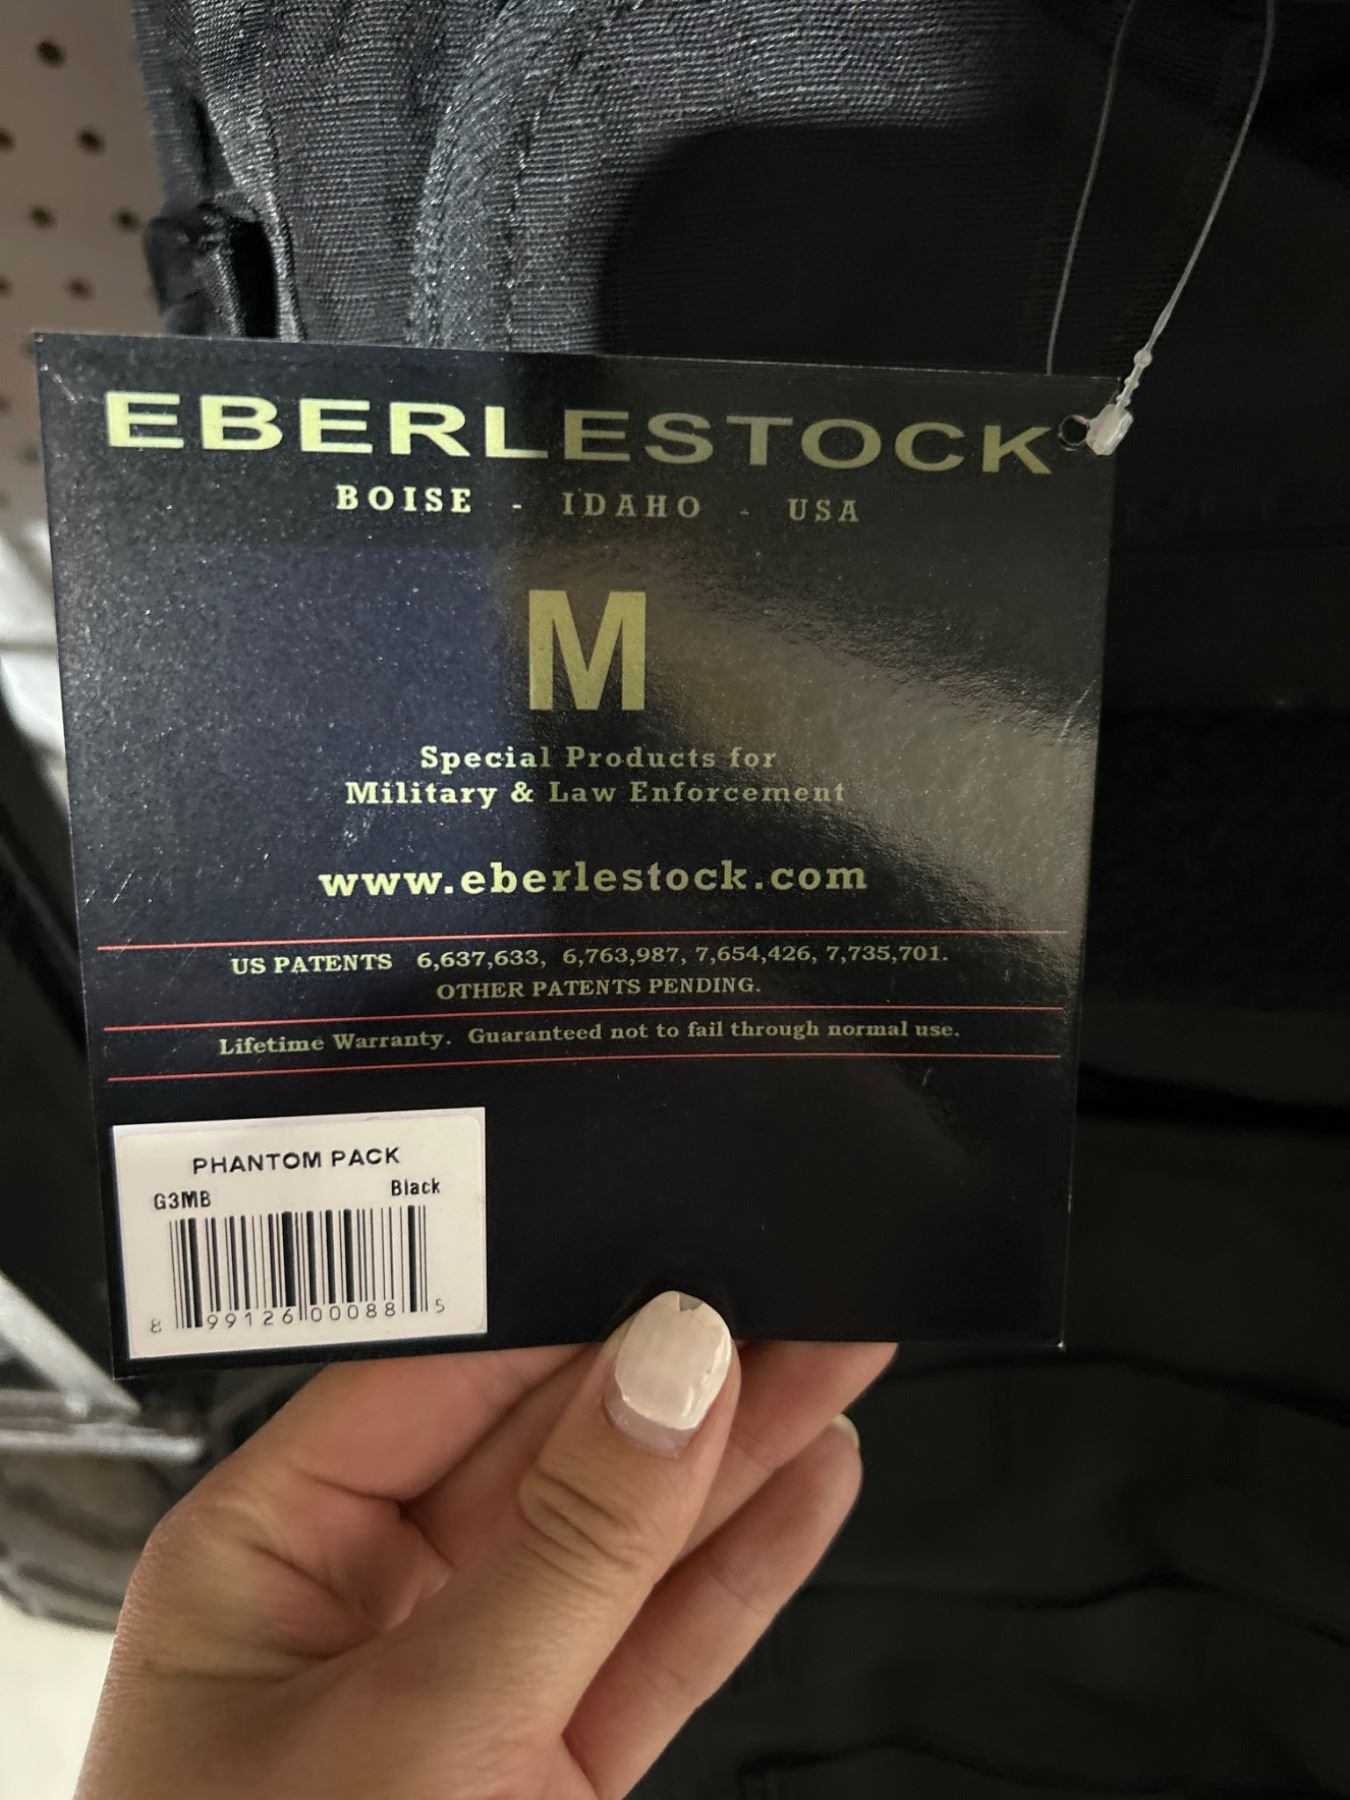 EBERLESTOCK
BOISE - IDAHO - USA
M
Special Products for
Military & Law Enforcement
www.eberlestock.com
US PATENTS 6,637,633, 6,763,987, 7,654,426, 7,735,701.
OTHER PATENTS PENDING.
Lifetime Warranty. Guaranteed not to fail through normal use.
PHANTOM PACK
G3MB Black
8 99126 00088 5